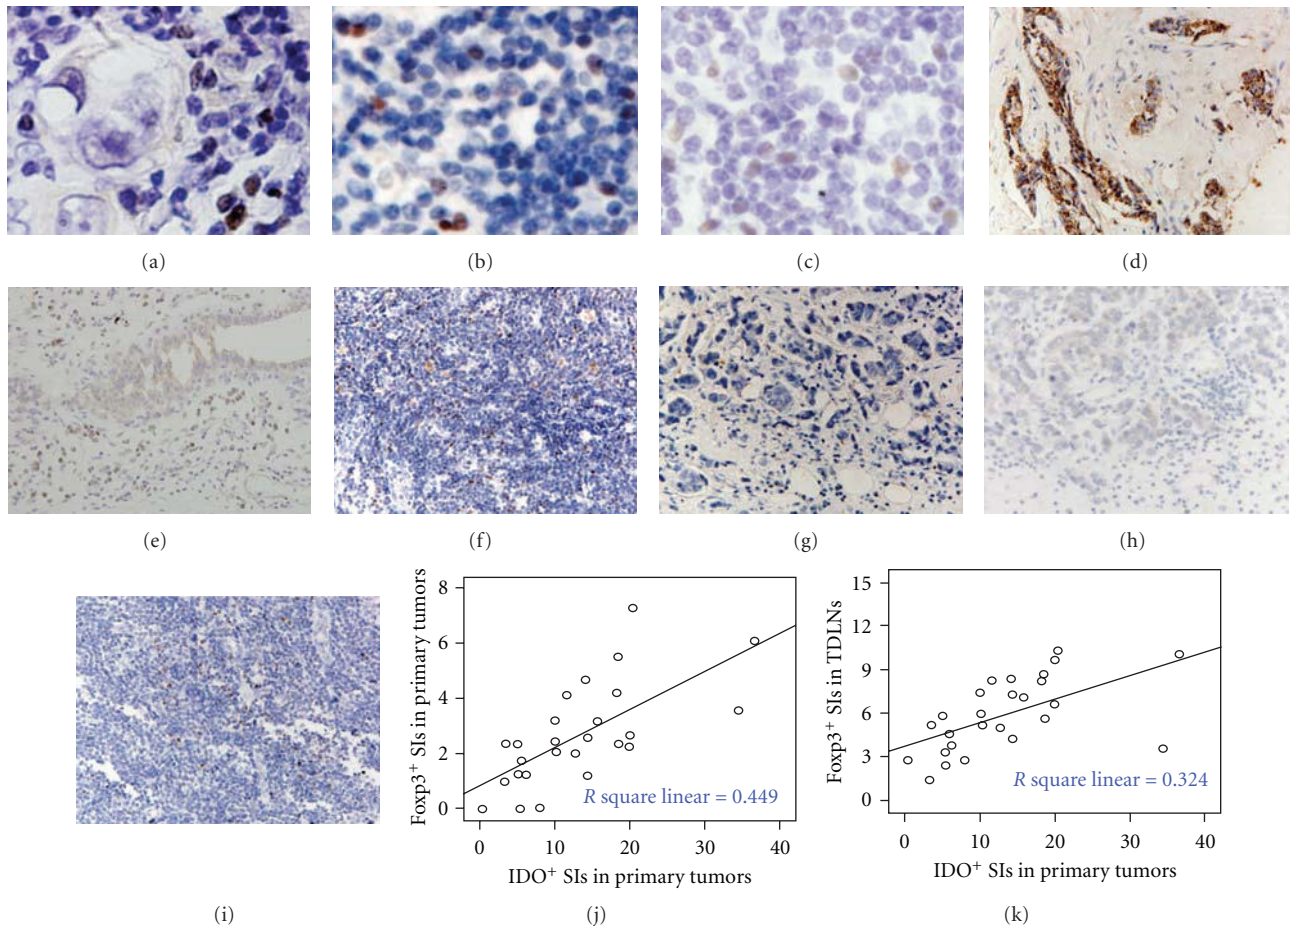 (a)
(b)
(c)
(d)
(e)
(f)
(g)
(h)
Foxp3⁺ SIs in primary tumors
8
6
4
2
0
R square linear = 0.449
0 10 20 30 40
IDO⁺ SIs in primary tumors
Foxp3⁺ SIs in TDLNs
15
12
9
6
3
0
R square linear = 0.324
0 10 20 30 40
IDO⁺ SIs in primary tumors
(i)
(j)
(k)